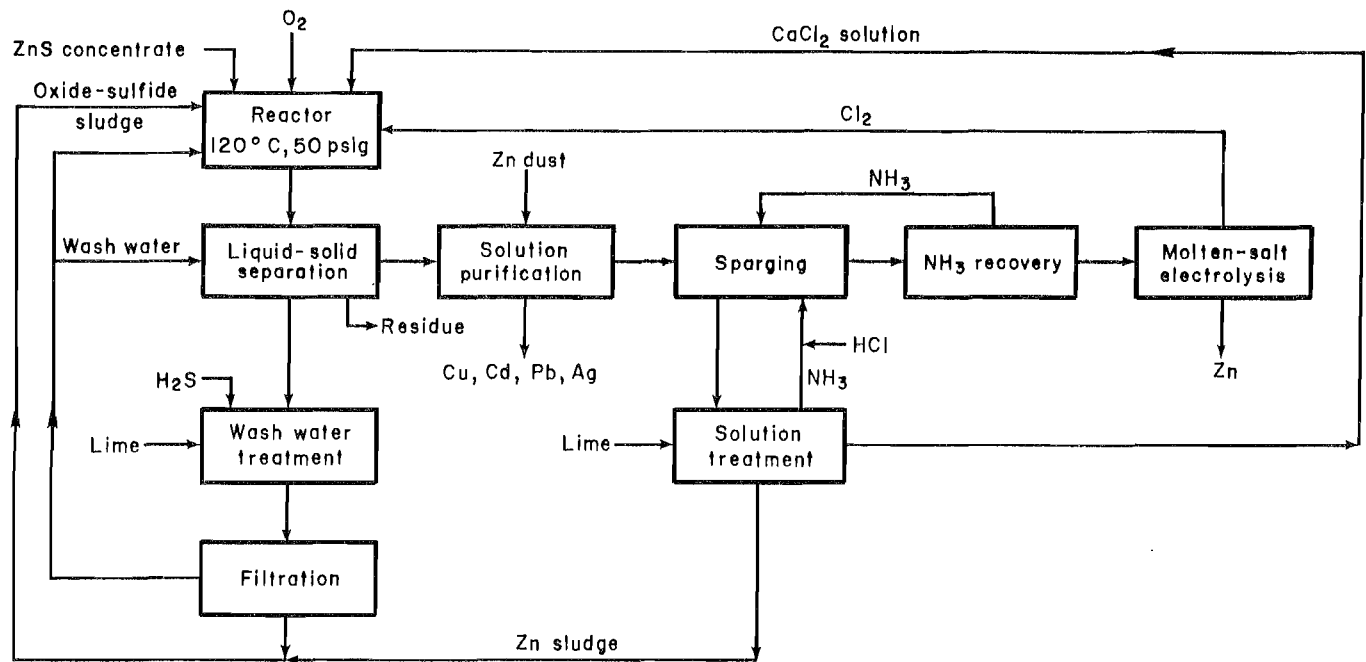 O2
ZnS concentrate
CaCl2 solution
Oxide-sulfide
sludge
Reactor
120° C, 50 psig
Cl2
Zn dust
NH3
Wash water
Liquid-solid
separation
Solution
purification
Sparging
NH3 recovery
Molten-salt
electrolysis
Residue
HCl
Cu, Cd, Pb, Ag
NH3
Zn
H2S
Lime
Wash water
treatment
Lime
Solution
treatment
Filtration
Zn sludge